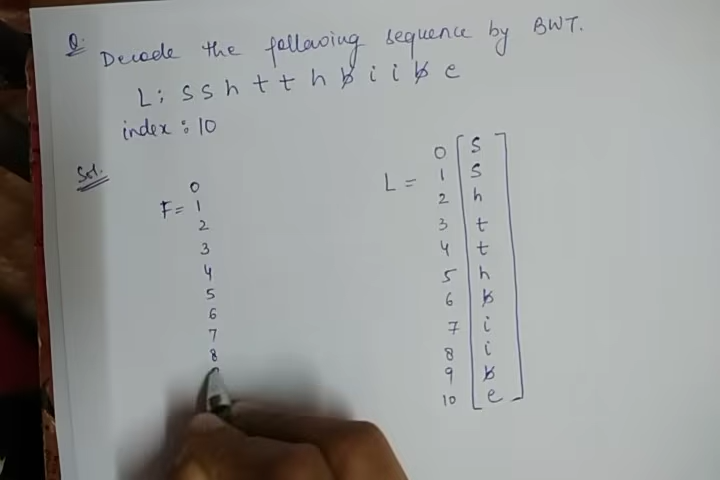 Q. Decode the following sequence by BWT.
L: s s h t t h ƀ i i ƀ e
index : 10
Sol.
F =
0
1
2
3
4
5
6
7
8
L =
0 s
1 s
2 h
3 t
4 t
5 h
6 ƀ
7 i
8 i
9 ƀ
10 e